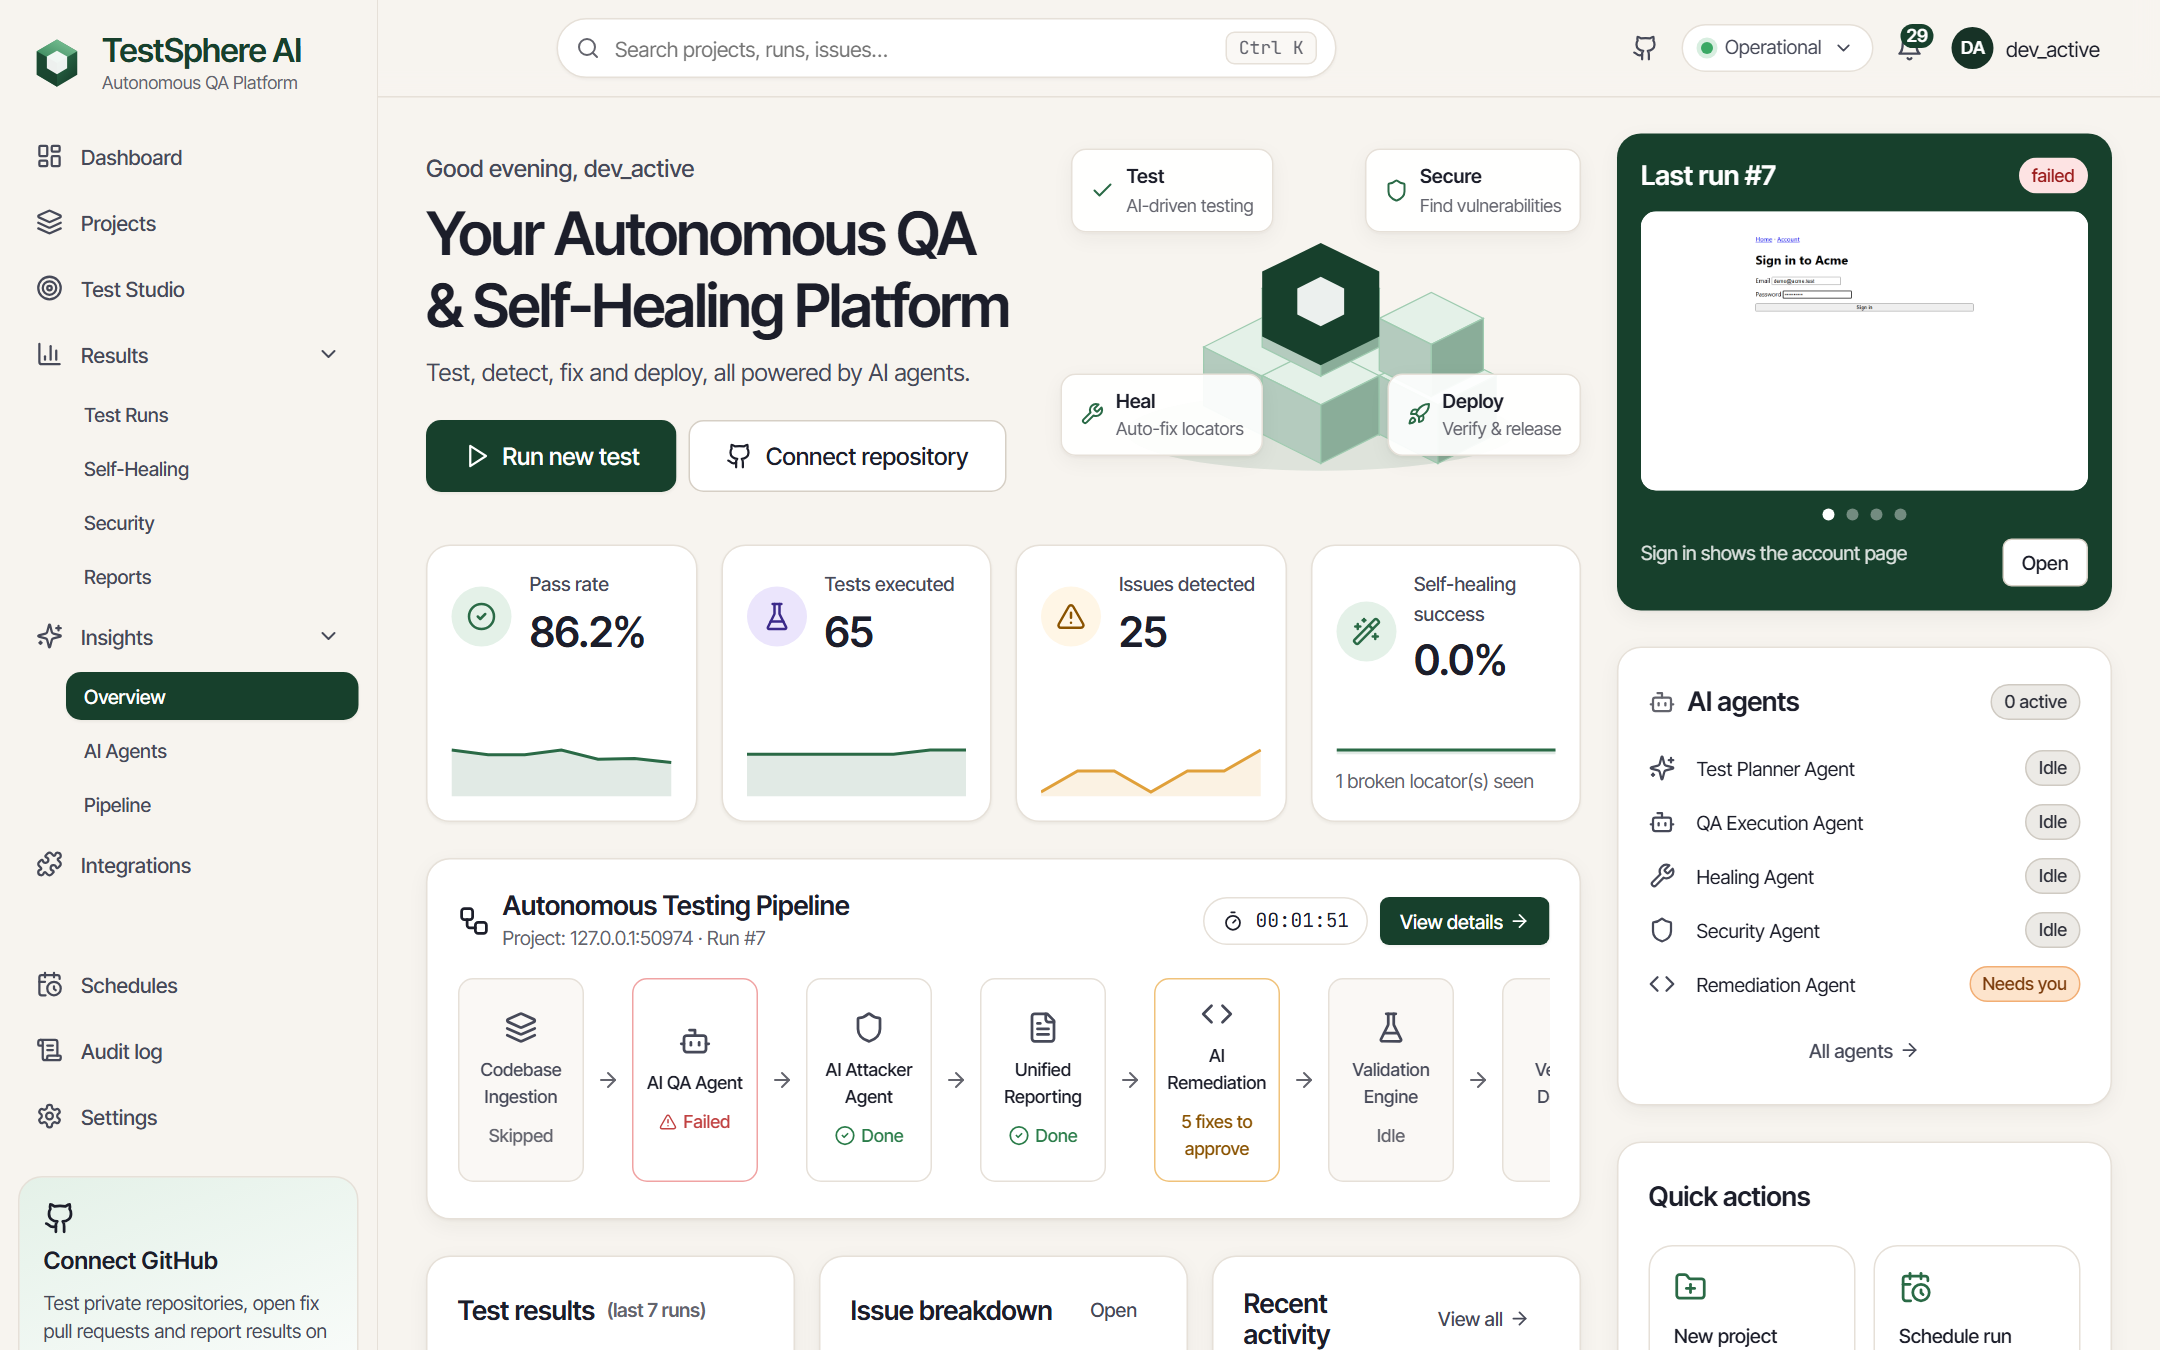 TestSphere AI
Autonomous QA Platform
Search projects, runs, issues...
Ctrl K
Operational
29
DA
dev_active
Dashboard
Projects
Test Studio
Results
Test Runs
Self-Healing
Security
Reports
Insights
Overview
AI Agents
Pipeline
Integrations
Schedules
Audit log
Settings
Connect GitHub
Test private repositories, open fix
pull requests and report results on
Good evening, dev_active
Your Autonomous QA
& Self-Healing Platform
Test, detect, fix and deploy, all powered by AI agents.
Run new test
Connect repository
Test
AI-driven testing
Secure
Find vulnerabilities
Heal
Auto-fix locators
Deploy
Verify & release
Pass rate
86.2%
Tests executed
65
Issues detected
25
Self-healing
success
0.0%
1 broken locator(s) seen
Autonomous Testing Pipeline
Project: 127.0.0.1:50974 · Run #7
00:01:51
View details
Codebase
Ingestion
Skipped
AI QA Agent
Failed
AI Attacker
Agent
Done
Unified
Reporting
Done
AI
Remediation
5 fixes to
approve
Validation
Engine
Idle
Test results (last 7 runs)
Issue breakdown
Open
Recent
activity
View all
Last run #7
failed
Home · Account
Sign in to Acme
Email
demo@acme.test
Password
Sign in
Sign in shows the account page
Open
AI agents
0 active
Test Planner Agent
Idle
QA Execution Agent
Idle
Healing Agent
Idle
Security Agent
Idle
Remediation Agent
Needs you
All agents
Quick actions
New project
Schedule run